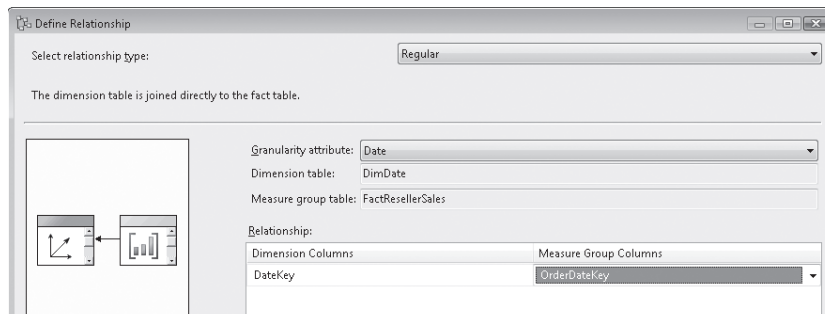 Define Relationship
Select relationship type: Regular
The dimension table is joined directly to the fact table.
Granularity attribute: Date
Dimension table: DimDate
Measure group table: FactResellerSales
Relationship:
Dimension Columns Measure Group Columns
DateKey OrderDateKey